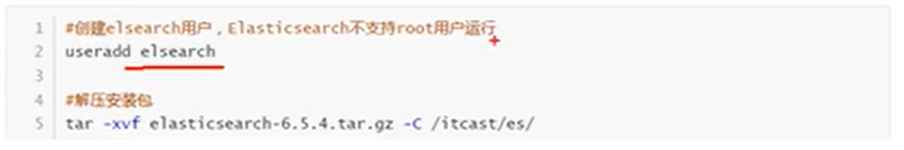 1 #创建elsearch用户，Elasticsearch不支持root用户运行
2 useradd elsearch
3
4 #解压安装包
5 tar -xvf elasticsearch-6.5.4.tar.gz -C /itcast/es/